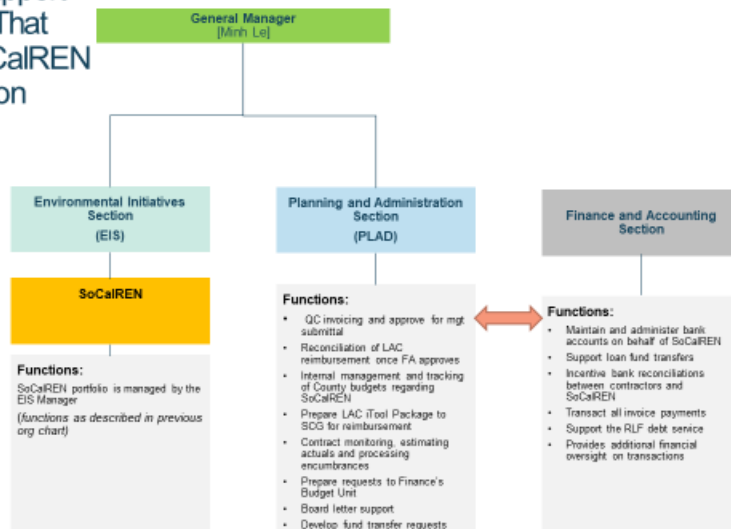 That
CalREN
on
General Manager
[Minh Le]
Environmental Initiatives
Section
(EIS)
SoCalREN
Functions:
SoCalREN portfolio is managed by the
EIS Manager
(functions as described in previous
org chart)
Planning and Administration
Section
(PLAD)
Functions:
• QC invoicing and approve for mgt
submittal
• Reconciliation of LAC
reimbursement once FA approves
• Internal management and tracking
of County budgets regarding
SoCalREN
• Prepare LAC iTool Package to
SCG for reimbursement
• Contract monitoring, estimating
actuals and processing
encumbrances
• Prepare requests to Finance's
Budget Unit
• Board letter support
• Develop fund transfer requests
Finance and Accounting
Section
Functions:
• Maintain and administer bank
accounts on behalf of SoCalREN
• Support loan fund transfers
• Incentive bank reconciliations
between contractors and
SoCalREN
• Transact all invoice payments
• Support the RLF debt service
• Provides additional financial
oversight on transactions